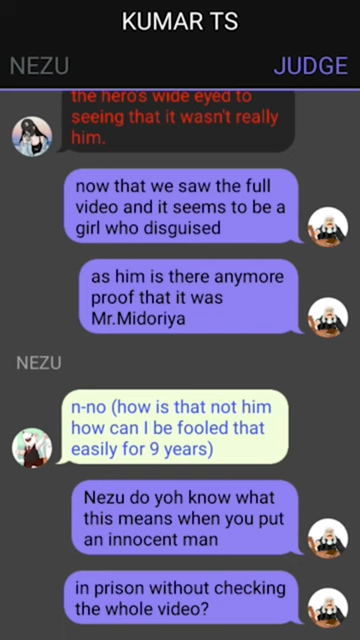 KUMAR TS
NEZU
JUDGE
the hero's wide eyed to
seeing that it wasn't really
him.
now that we saw the full
video and it seems to be a
girl who disguised
as him is there anymore
proof that it was
Mr.Midoriya
NEZU
n-no (how is that not him
how can I be fooled that
easily for 9 years)
Nezu do yoh know what
this means when you put
an innocent man
in prison without checking
the whole video?